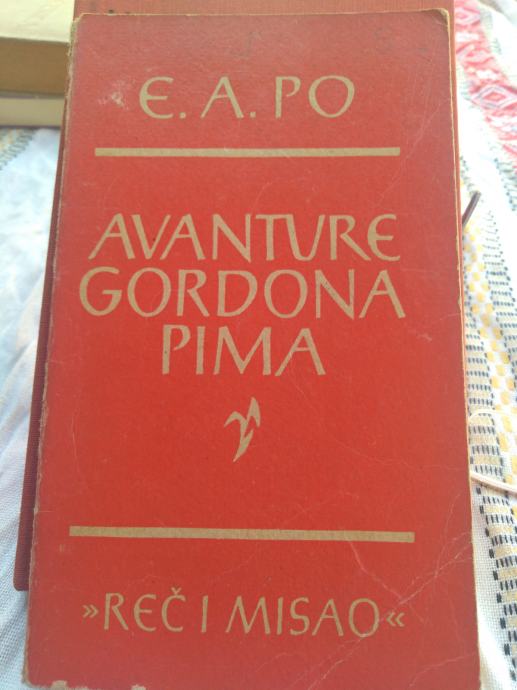 E. A. PO
AVANTURE
GORDONA
PIMA
»REČ I MISAO«